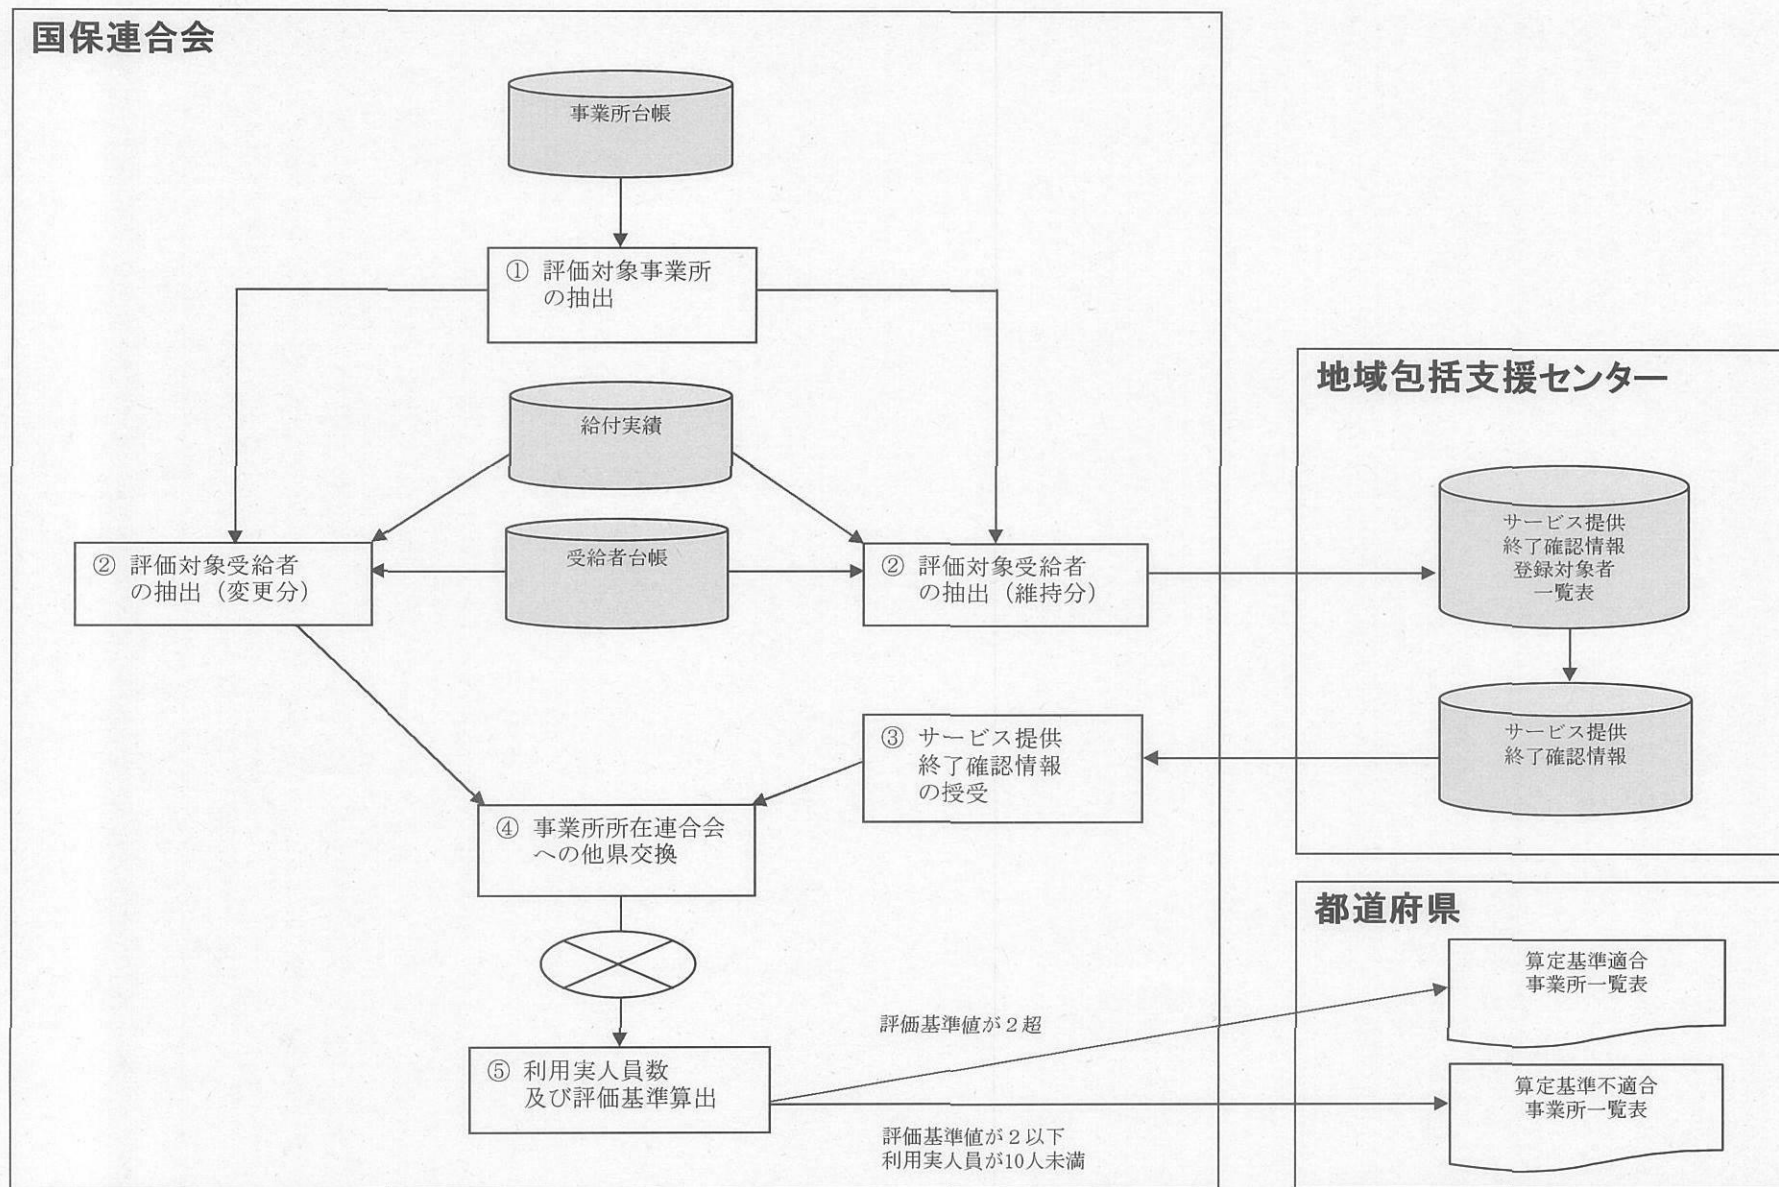 国保連合会
事業所台帳
① 評価対象事業所
の抽出
給付実績
受給者台帳
② 評価対象受給者
の抽出（変更分）
② 評価対象受給者
の抽出（維持分）
地域包括支援センター
サービス提供
終了確認情報
登録対象者
一覧表
サービス提供
終了確認情報
③ サービス提供
終了確認情報
の授受
④ 事業所所在連合会
への他県交換
⑤ 利用実人員数
及び評価基準算出
評価基準値が２超
評価基準値が２以下
利用実人員が10人未満
都道府県
算定基準適合
事業所一覧表
算定基準不適合
事業所一覧表